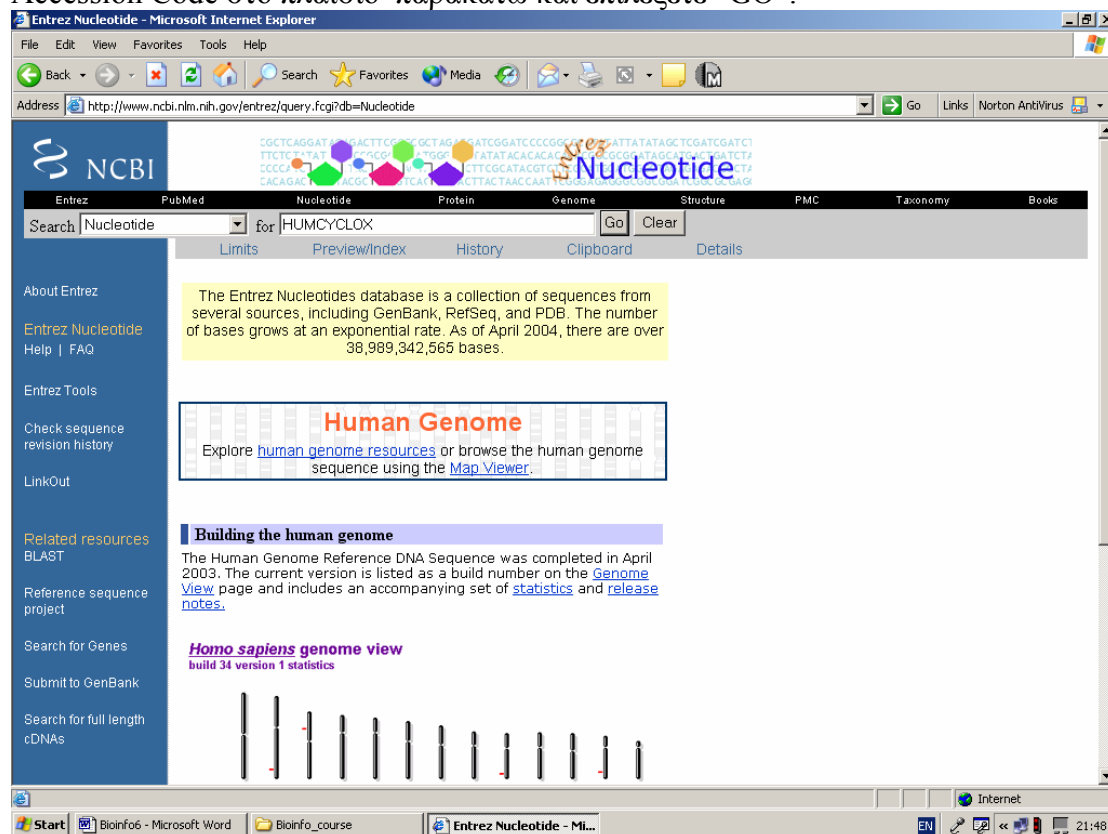 Accession Code στο πλαίσιο παρακάτω και επιλέξετε "GO".
Entrez Nucleotide - Microsoft Internet Explorer
File Edit View Favorites Tools Help
Back Search Favorites Media
Address http://www.ncbi.nlm.nih.gov/entrez/query.fcgi?db=Nucleotide Go Links Norton AntiVirus
NCBI
Entrez
Nucleotide
Entrez PubMed Nucleotide Protein Genome Structure PMC Taxonomy Books
Search Nucleotide for HUMCYCLOX Go Clear
Limits Preview/Index History Clipboard Details
About Entrez
Entrez Nucleotide
Help | FAQ
Entrez Tools
Check sequence
revision history
LinkOut
Related resources
BLAST
Reference sequence
project
Search for Genes
Submit to GenBank
Search for full length
cDNAs
The Entrez Nucleotides database is a collection of sequences from
several sources, including GenBank, RefSeq, and PDB. The number
of bases grows at an exponential rate. As of April 2004, there are over
38,989,342,565 bases.
Human Genome
Explore human genome resources or browse the human genome
sequence using the Map Viewer.
Building the human genome
The Human Genome Reference DNA Sequence was completed in April
2003. The current version is listed as a build number on the Genome
View page and includes an accompanying set of statistics and release
notes.
Homo sapiens genome view
build 34 version 1 statistics
Internet
Start Bioinfo6 - Microsoft Word Bioinfo_course Entrez Nucleotide - Mi... EN 21:48